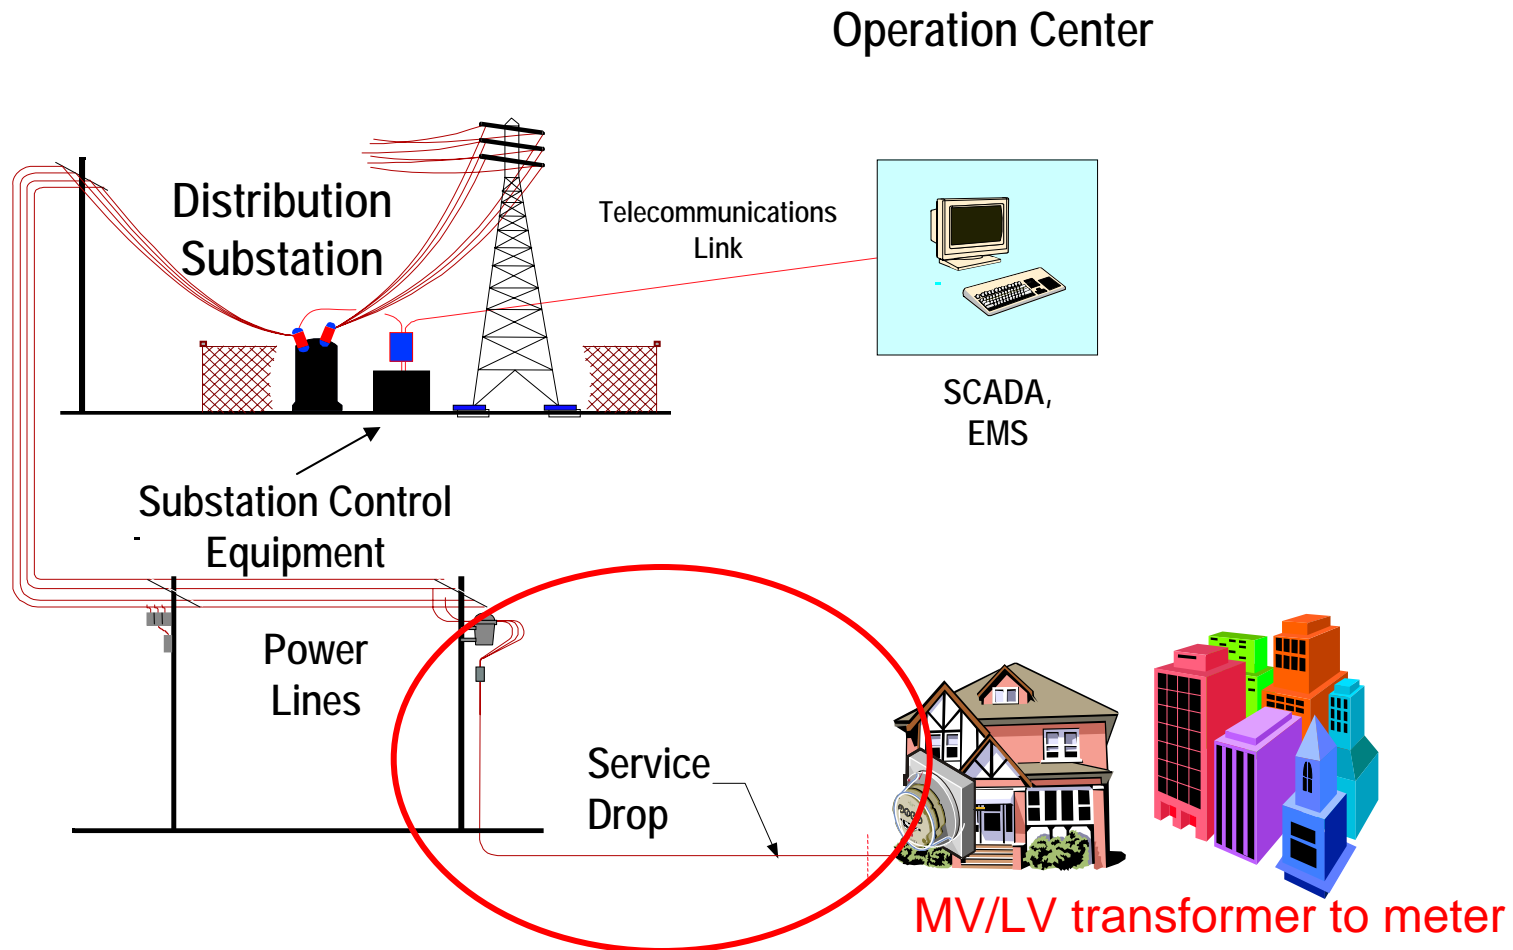 Operation Center
Distribution
Substation
Telecommunications
Link
SCADA,
EMS
Substation Control
Equipment
Power
Lines
Service
Drop
MV/LV transformer to meter